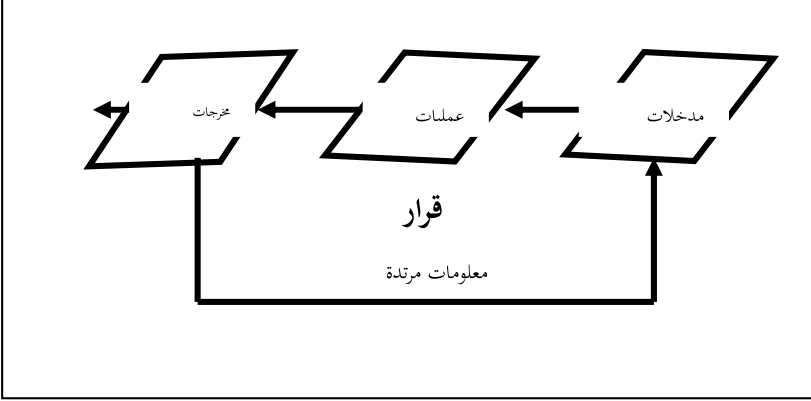 مدخلات
عمليات
مخرجات
قرار
معلومات مرتدة